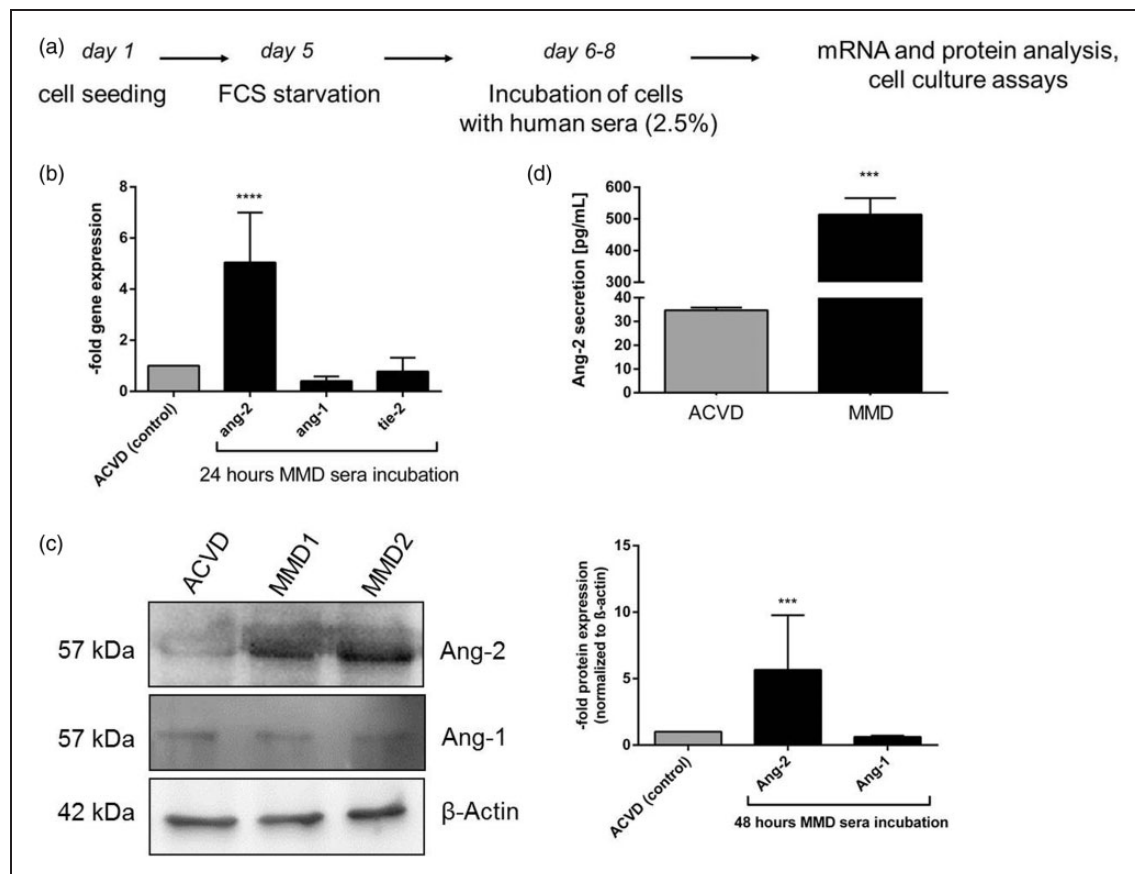 (a) day 1 day 5 day 6-8 mRNA and protein analysis,
cell seeding FCS starvation Incubation of cells cell culture assays
with human sera (2.5%)
(b)
-fold gene expression
8
6
4
2
0
****
ACVD (control)
ang-2
ang-1
tie-2
24 hours MMD sera incubation
(d)
Ang-2 secretion [pg/mL]
600
500
400
300
40
30
20
10
0
***
ACVD MMD
(c)
ACVD MMD1 MMD2
57 kDa Ang-2
57 kDa Ang-1
42 kDa β-Actin
-fold protein expression
(normalized to ß-actin)
15
10
5
0
***
ACVD (control)
Ang-2
Ang-1
48 hours MMD sera incubation